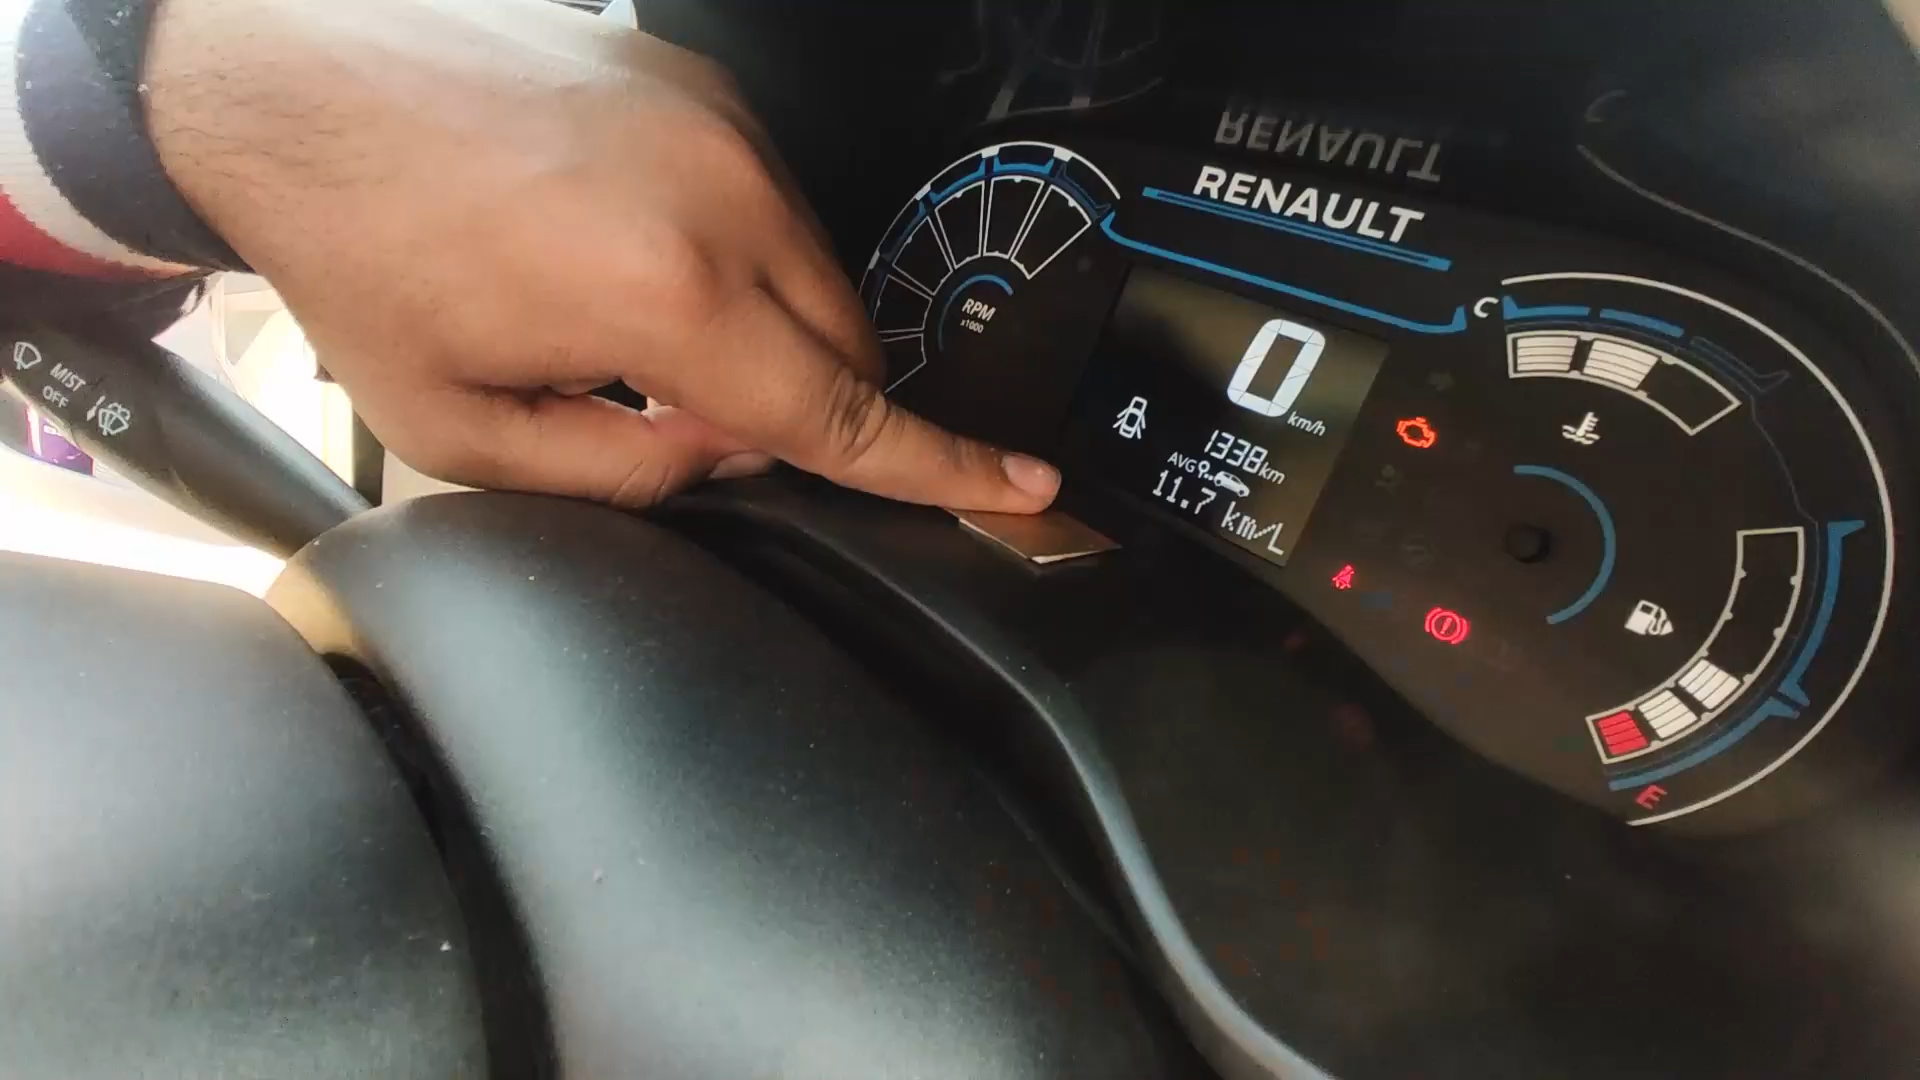 RENAULT
RENAULT
RPM
x1000
C
0
km/h
1338km
AVG
11.7 km/L
MIST
OFF
E